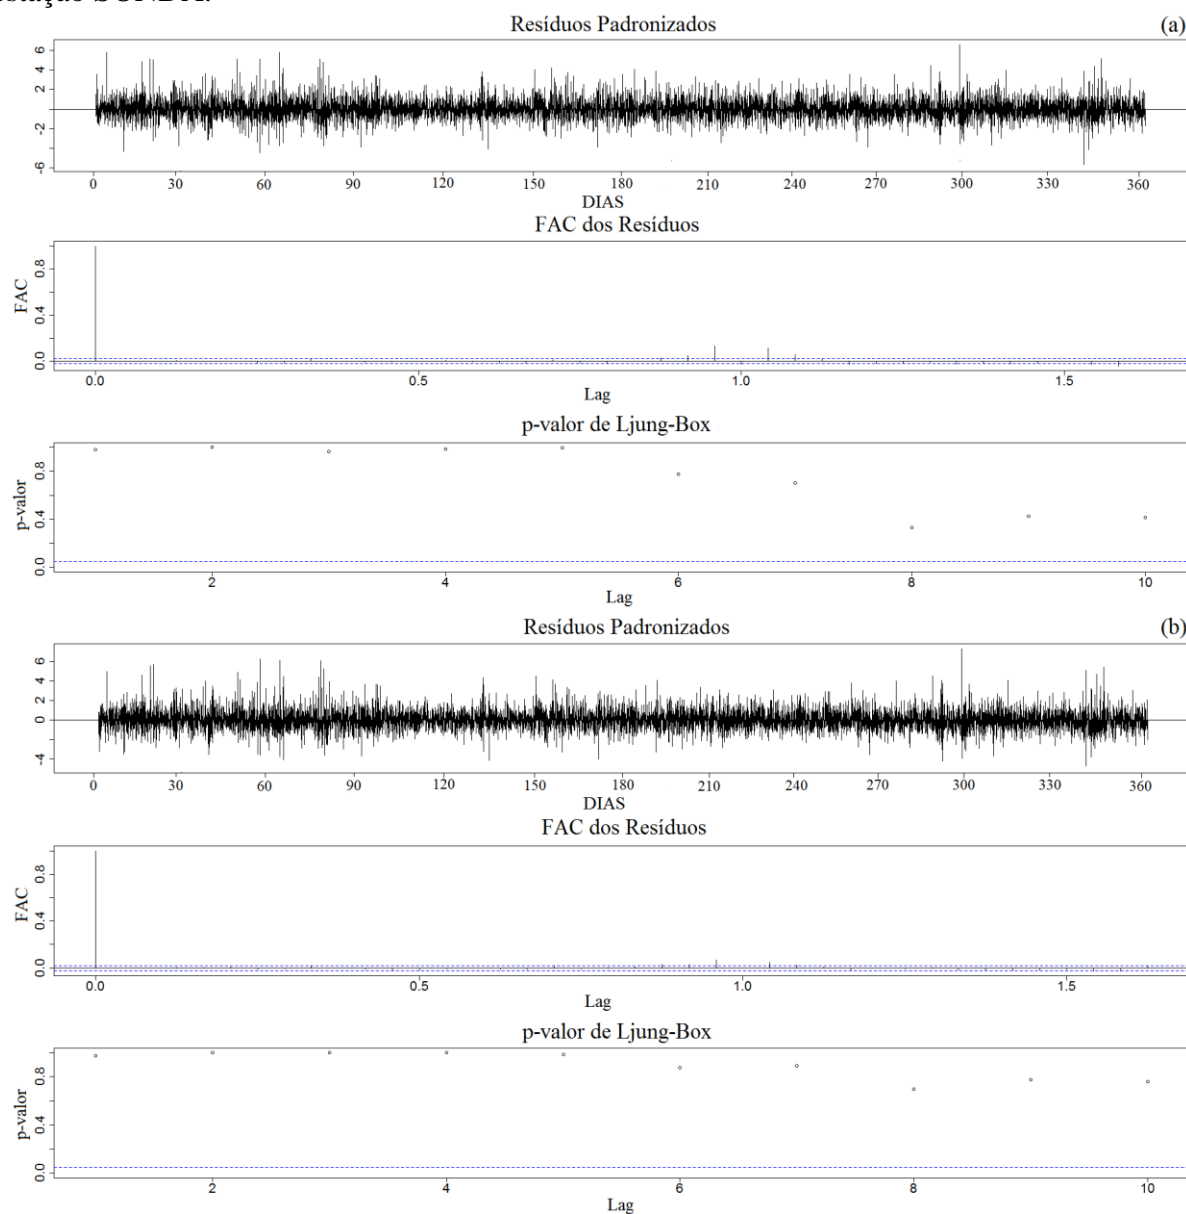 Resíduos Padronizados (a)
6
4
2
-2
-6
0 30 60 90 120 150 180 210 240 270 300 330 360
DIAS
FAC dos Resíduos
FAC
0.8
0.4
0.0
0.0 0.5 1.0 1.5
Lag
p-valor de Ljung-Box
p-valor
0.8
0.4
0.0
2 4 6 8 10
Lag
Resíduos Padronizados (b)
6
4
2
0
-4
0 30 60 90 120 150 180 210 240 270 300 330 360
DIAS
FAC dos Resíduos
FAC
0.8
0.4
0.0
0.0 0.5 1.0 1.5
Lag
p-valor de Ljung-Box
p-valor
0.8
0.4
0.0
2 4 6 8 10
Lag